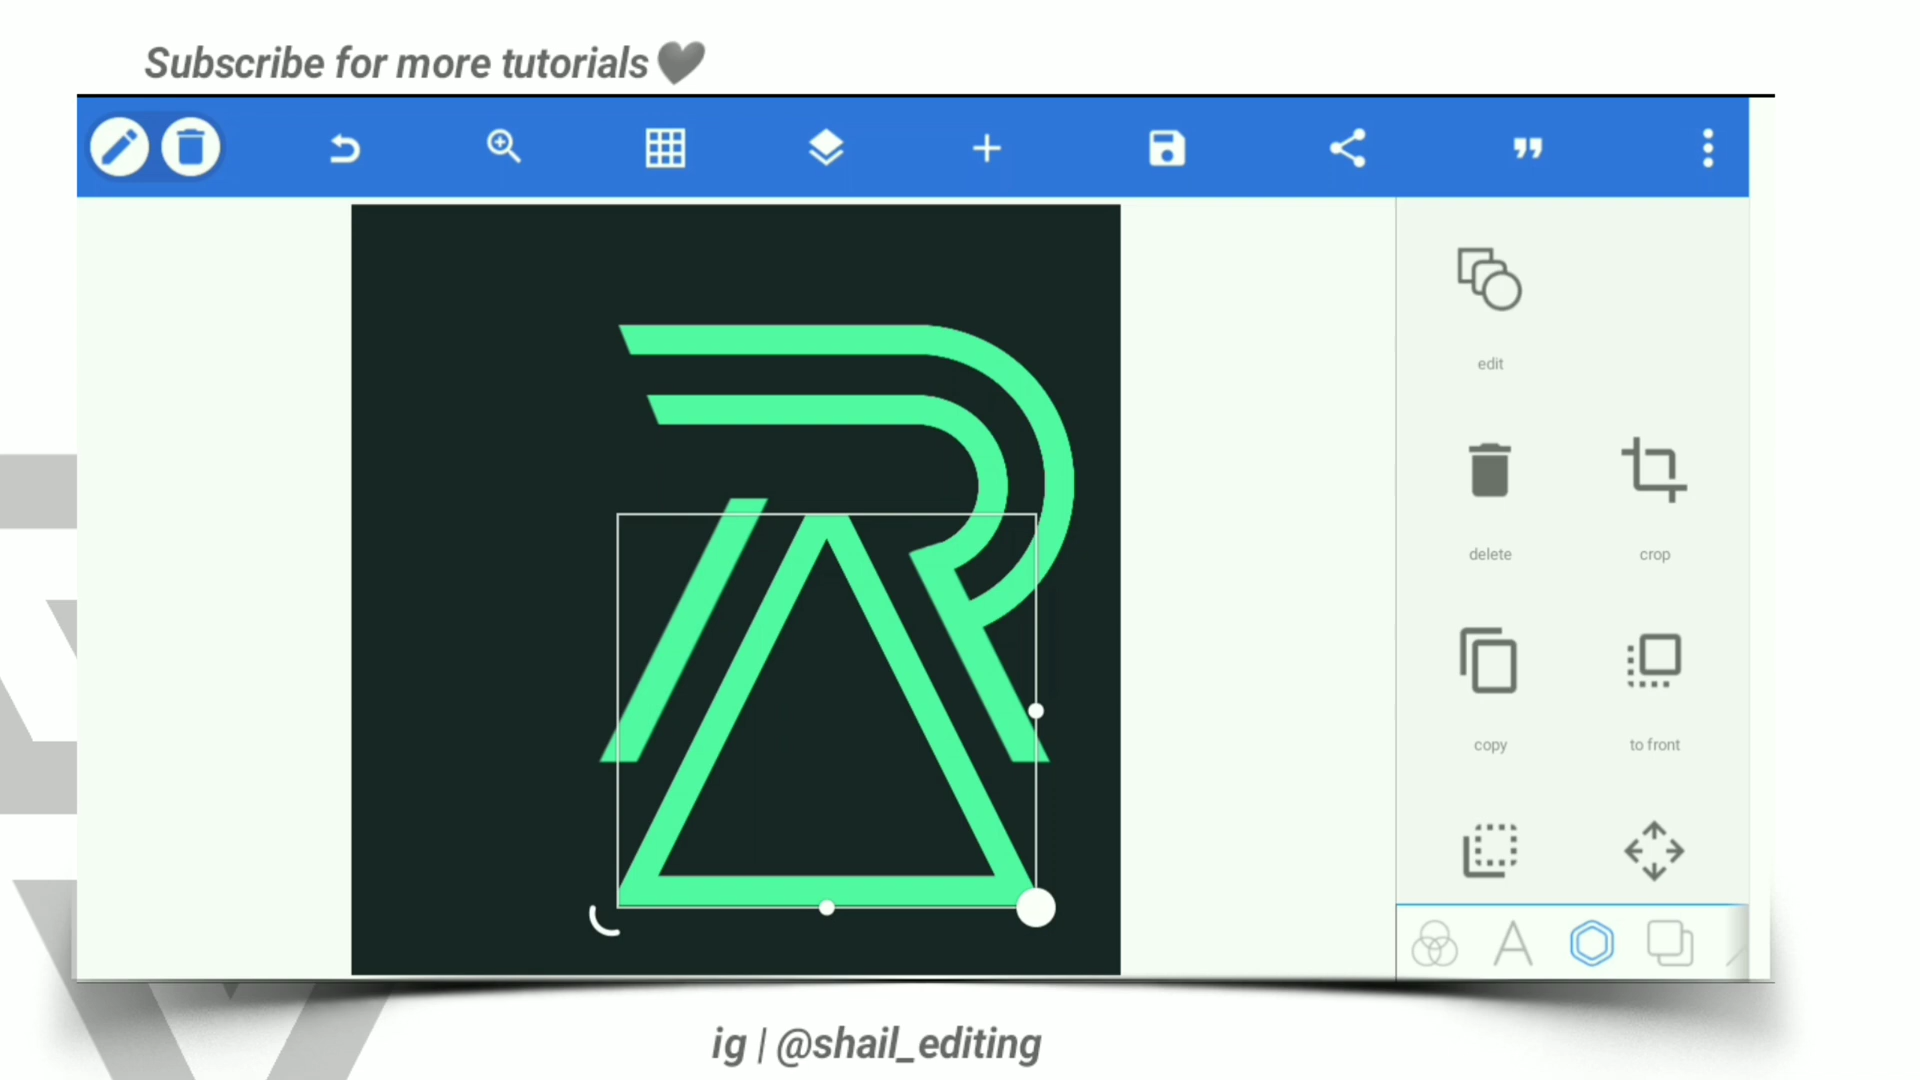 Subscribe for more tutorials🖤
edit
delete
crop
copy
to front
ig | @shail_editing